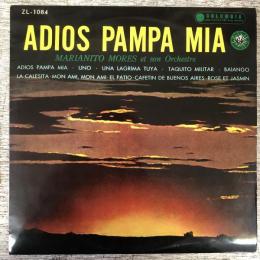 ZL-1084
COLUMBIA
ADIOS PAMPA MIA
MARIANITO MORES et son Orchestre
ADIOS PAMPA MIA · UNO · UNA LAGRIMA TUYA · TAQUITO MILITAR · BAIANGO
LA CALESITA · MON AMI, MON AMI · EL PATIO · CAFETIN DE BUENOS AIRES · ROSE ET JASMIN